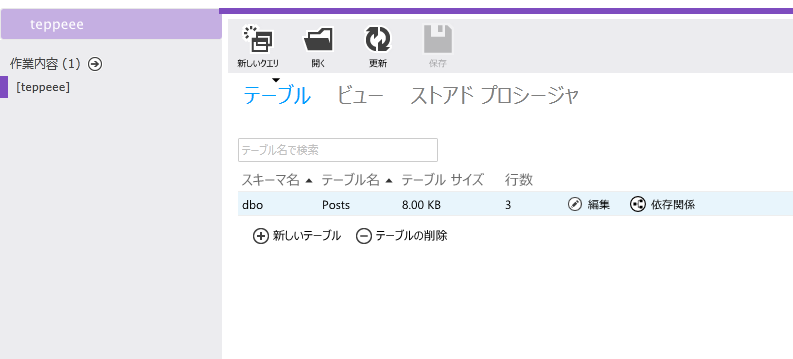 teppeee
作業内容 (1)
[teppeee]
新しいクエリ 開く 更新 保存
テーブル ビュー ストアド プロシージャ
テーブル名で検索
スキーマ名 テーブル名 テーブル サイズ 行数
dbo Posts 8.00 KB 3 編集 依存関係
新しいテーブル テーブルの削除